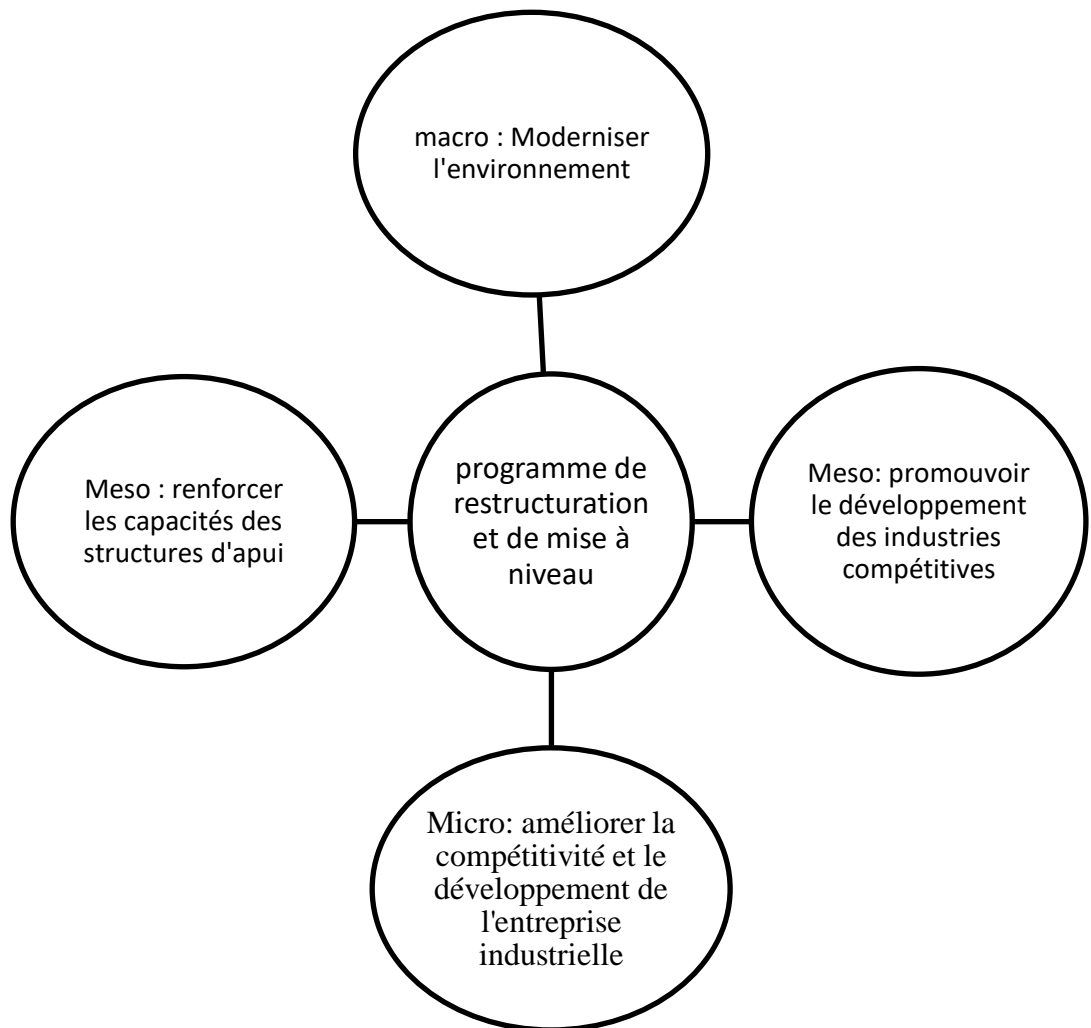 macro : Moderniser
l'environnement
Meso : renforcer
les capacités des
structures d'apui
programme de
restructuration
et de mise à
niveau
Meso: promouvoir
le développement
des industries
compétitives
Micro: améliorer la
compétitivité et le
développement de
l'entreprise
industrielle